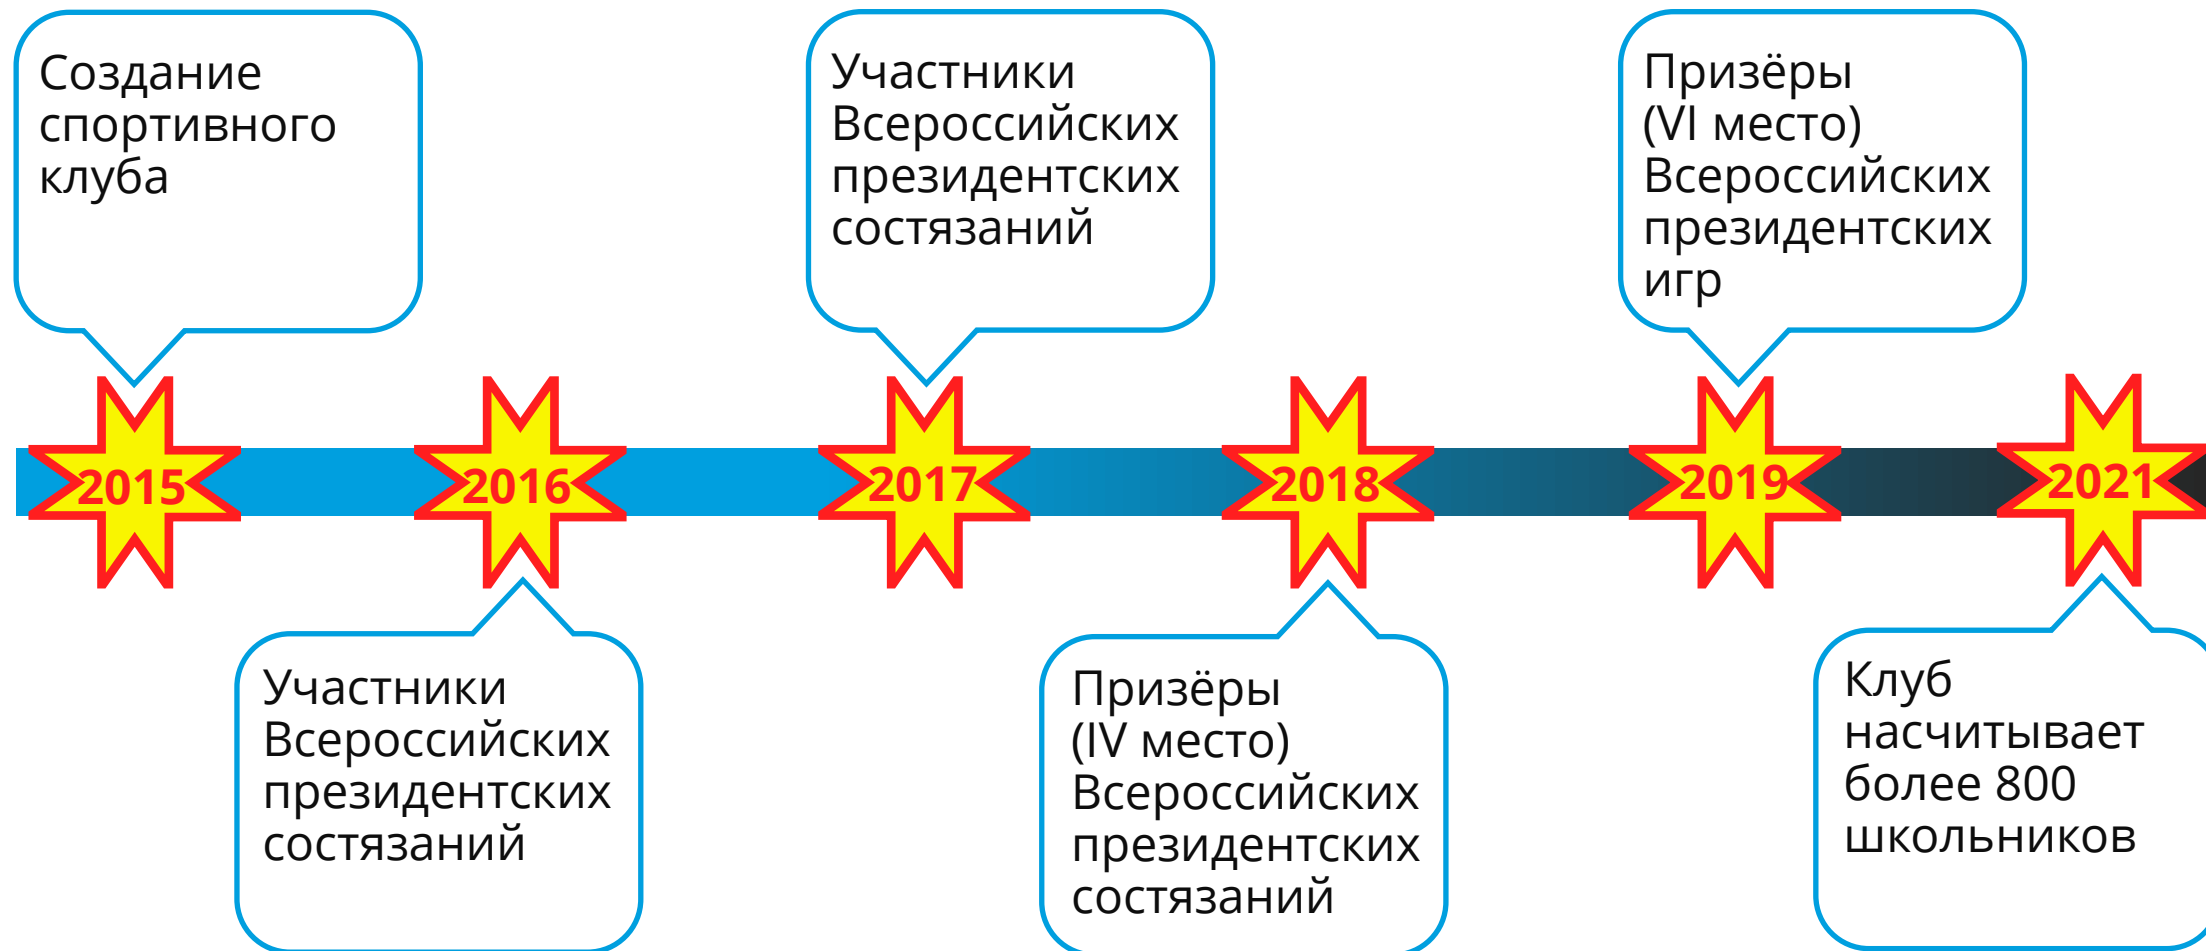 Создание
спортивного
клуба
Участники
Всероссийских
президентских
состязаний
Призёры
(VI место)
Всероссийских
президентских
игр
2015
2016
2017
2018
2019
2021
Участники
Всероссийских
президентских
состязаний
Призёры
(IV место)
Всероссийских
президентских
состязаний
Клуб
насчитывает
более 800
школьников